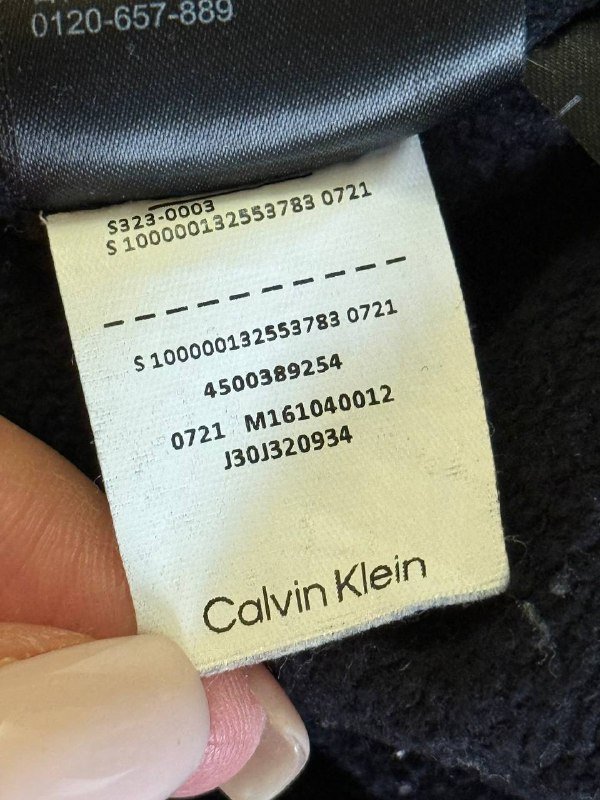 0120-657-889
S323-0003
S 100000132553783 0721
S 100000132553783 0721
4500389254
0721 M161040012
J30J320934
Calvin Klein